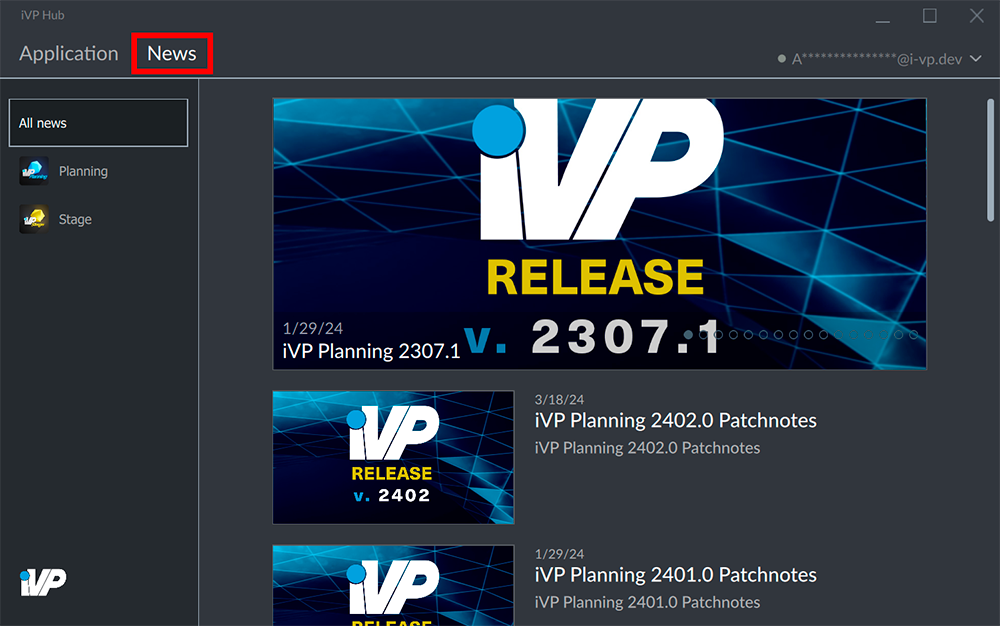 iVP Hub
Application
News
A***************@i-vp.dev
All news
Planning
Stage
iVP
RELEASE
v. 2307.1
1/29/24
iVP Planning 2307.1
iVP
RELEASE
v. 2402
3/18/24
iVP Planning 2402.0 Patchnotes
iVP Planning 2402.0 Patchnotes
iVP
RELEASE
1/29/24
iVP Planning 2401.0 Patchnotes
iVP Planning 2401.0 Patchnotes
iVP